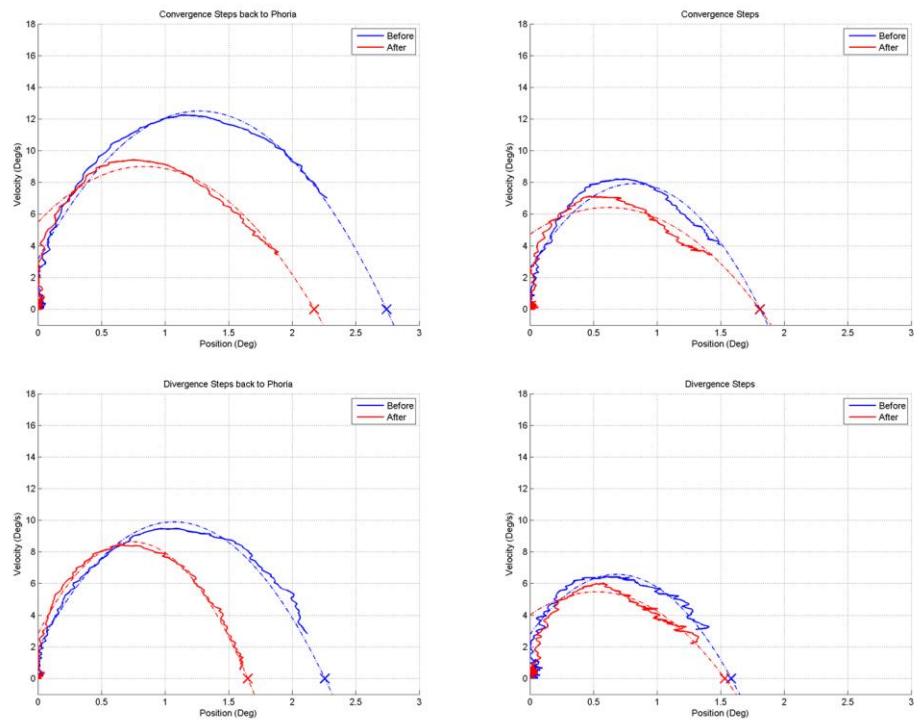 Convergence Steps back to Phoria
18
16
14
12
10
8
6
4
2
0
Velocity (Deg/s)
Before
After
0 0.5 1 1.5 2 2.5 3
Position (Deg)
Convergence Steps
18
16
14
12
10
8
6
4
2
0
Velocity (Deg/s)
Before
After
0 0.5 1 1.5 2 2.5 3
Position (Deg)
Divergence Steps back to Phoria
18
16
14
12
10
8
6
4
2
0
Velocity (Deg/s)
Before
After
0 0.5 1 1.5 2 2.5 3
Position (Deg)
Divergence Steps
18
16
14
12
10
8
6
4
2
0
Velocity (Deg/s)
Before
After
0 0.5 1 1.5 2 2.5 3
Position (Deg)